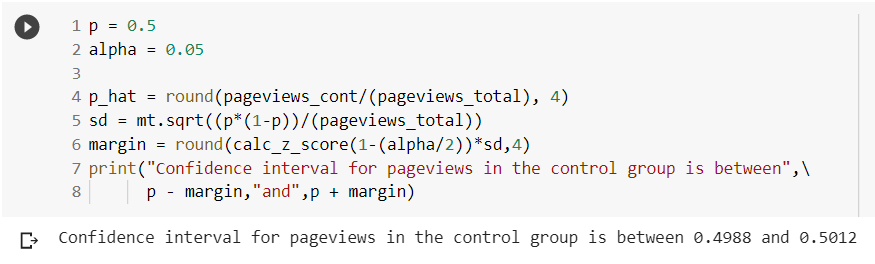 1 p = 0.5
2 alpha = 0.05
3
4 p_hat = round(pageviews_cont/(pageviews_total), 4)
5 sd = mt.sqrt((p*(1-p))/(pageviews_total))
6 margin = round(calc_z_score(1-(alpha/2))*sd,4)
7 print("Confidence interval for pageviews in the control group is between",\
8       p - margin,"and",p + margin)
Confidence interval for pageviews in the control group is between 0.4988 and 0.5012